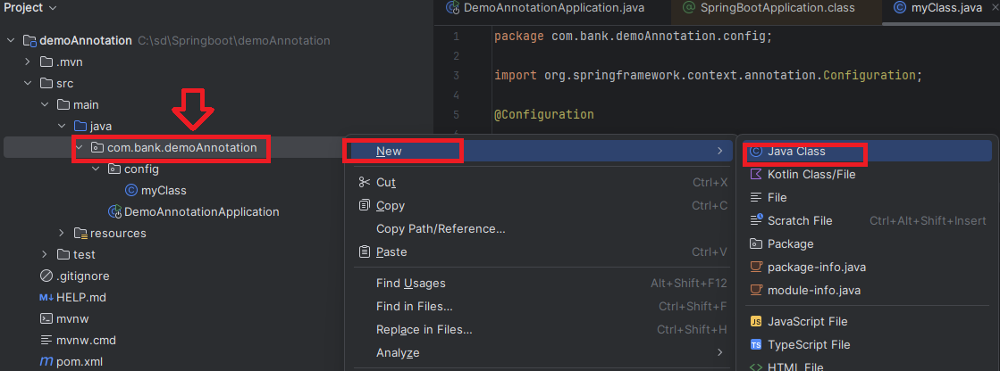 Project
demoAnnotation C:\sd\Springboot\demoAnnotation
.mvn
src
main
java
com.bank.demoAnnotation
config
myClass
DemoAnnotationApplication
resources
test
.gitignore
HELP.md
mvnw
mvnw.cmd
pom.xml
DemoAnnotationApplication.java
SpringBootApplication.class
myClass.java
1 package com.bank.demoAnnotation.config;
2
3 import org.springframework.context.annotation.Configuration;
4
5 @Configuration
New
Cut Ctrl+X
Copy Ctrl+C
Copy Path/Reference...
Paste Ctrl+V
Find Usages Alt+Shift+F12
Find in Files... Ctrl+Shift+F
Replace in Files... Ctrl+Shift+H
Analyze
Java Class
Kotlin Class/File
File
Scratch File Ctrl+Alt+Shift+Insert
Package
package-info.java
module-info.java
JS JavaScript File
TS TypeScript File
HTML File